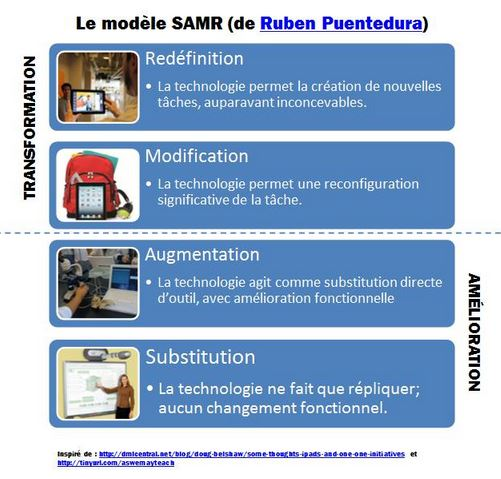 Le modèle SAMR (de Ruben Puentedura)
TRANSFORMATION
Redéfinition
• La technologie permet la création de nouvelles
tâches, auparavant inconcevables.
Modification
• La technologie permet une reconfiguration
significative de la tâche.
AMÉLIORATION
Augmentation
• La technologie agit comme substitution directe
d'outil, avec amélioration fonctionnelle
Substitution
• La technologie ne fait que répliquer;
aucun changement fonctionnel.
Inspiré de : http://dmlcentral.net/blog/doug-belshaw/some-thoughts-ipads-and-one-one-initiatives et
http://tinyurl.com/aswemayteach